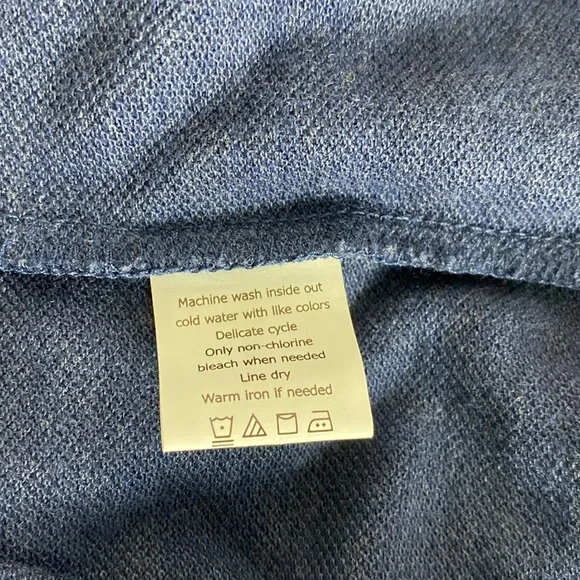 Machine wash inside out
cold water with like colors
Delicate cycle
Only non-chlorine
bleach when needed
Line dry
Warm iron if needed